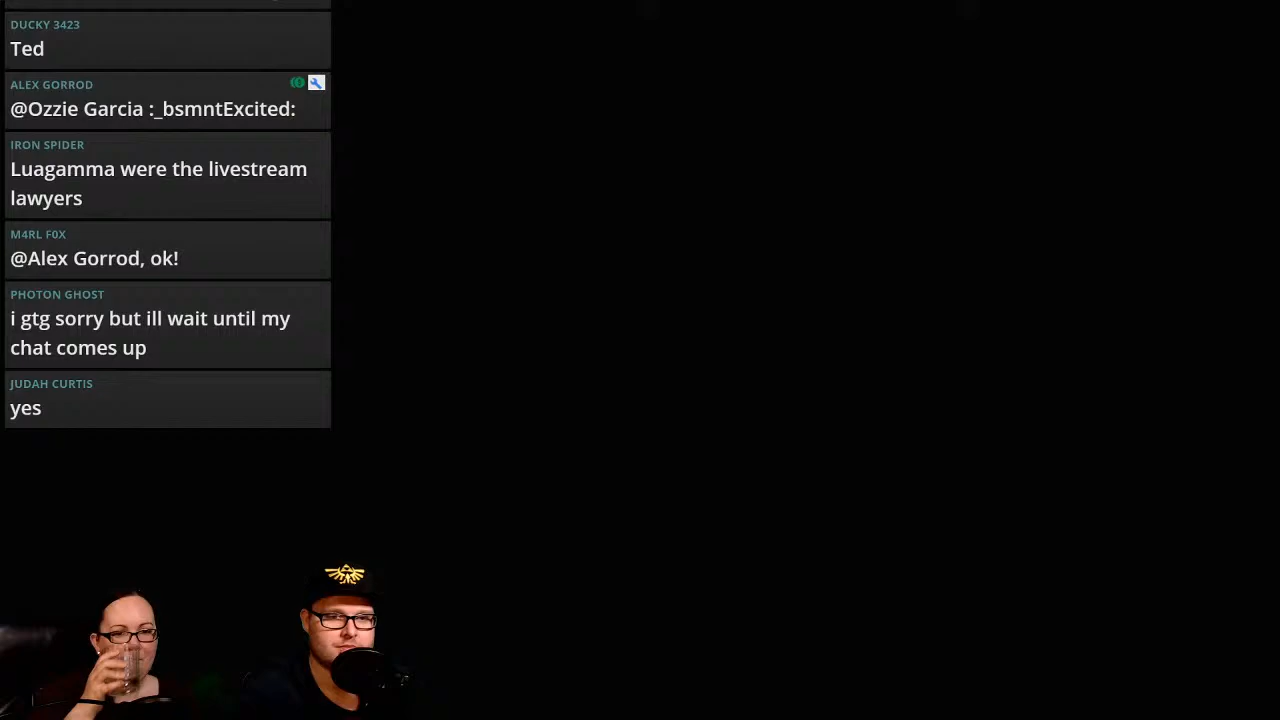 DUCKY 3423
Ted
ALEX GORROD
@Ozzie Garcia :_bsmntExcited:
IRON SPIDER
Luagamma were the livestream
lawyers
M4RL F0X
@Alex Gorrod, ok!
PHOTON GHOST
i gtg sorry but ill wait until my
chat comes up
JUDAH CURTIS
yes